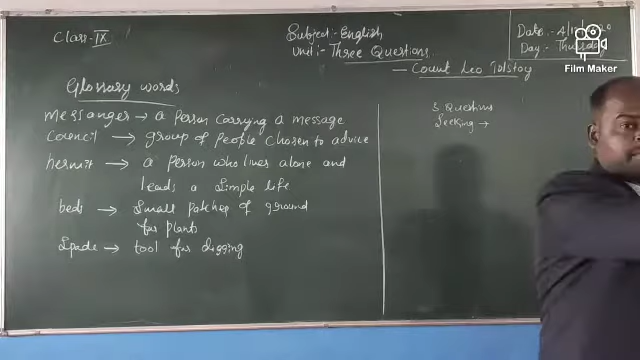 Class:- IX
Subject:- English
Unit:- Three Questions
— Count Leo Tolstoy
Date:- 4/
Day:- Thursday
Film Maker
Glossary words
messanger → a person carrying a message
Council → group of people chosen to advice
hermit → a person who lives alone and
leads a simple life
beds → small patches of ground
for plants
spade → tool for digging
3 Questions
Seeking →